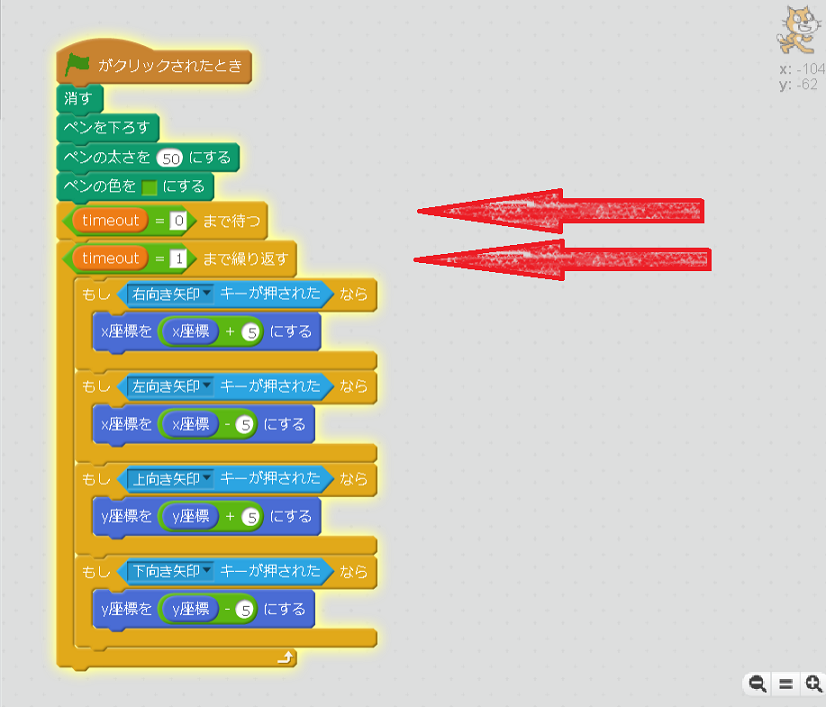 がクリックされたとき
消す
ペンを下ろす
ペンの太さを 50 にする
ペンの色を にする
timeout = 0 まで待つ
timeout = 1 まで繰り返す
もし 右向き矢印 キーが押された なら
x座標を x座標 + 5 にする
もし 左向き矢印 キーが押された なら
x座標を x座標 - 5 にする
もし 上向き矢印 キーが押された なら
y座標を y座標 + 5 にする
もし 下向き矢印 キーが押された なら
y座標を y座標 - 5 にする
x: -104
y: -62